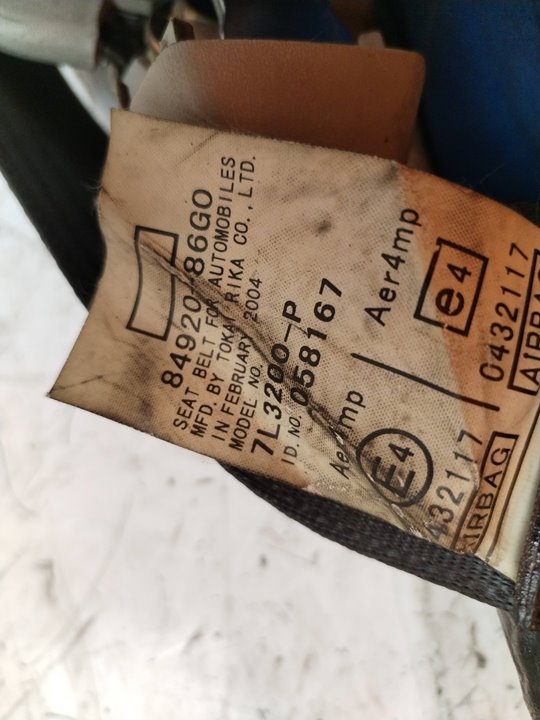 84920-86G0
SEAT BELT FOR AUTOMOBILES
MFD. BY TOKAI RIKA CO., LTD.
IN FEBRUARY 2004
MODEL NO.
7L3200-P
ID. NO. 058167
Aer4mp
e4
0432117
AIRBAG
Aer4mp
E4
432117
AIRBAG